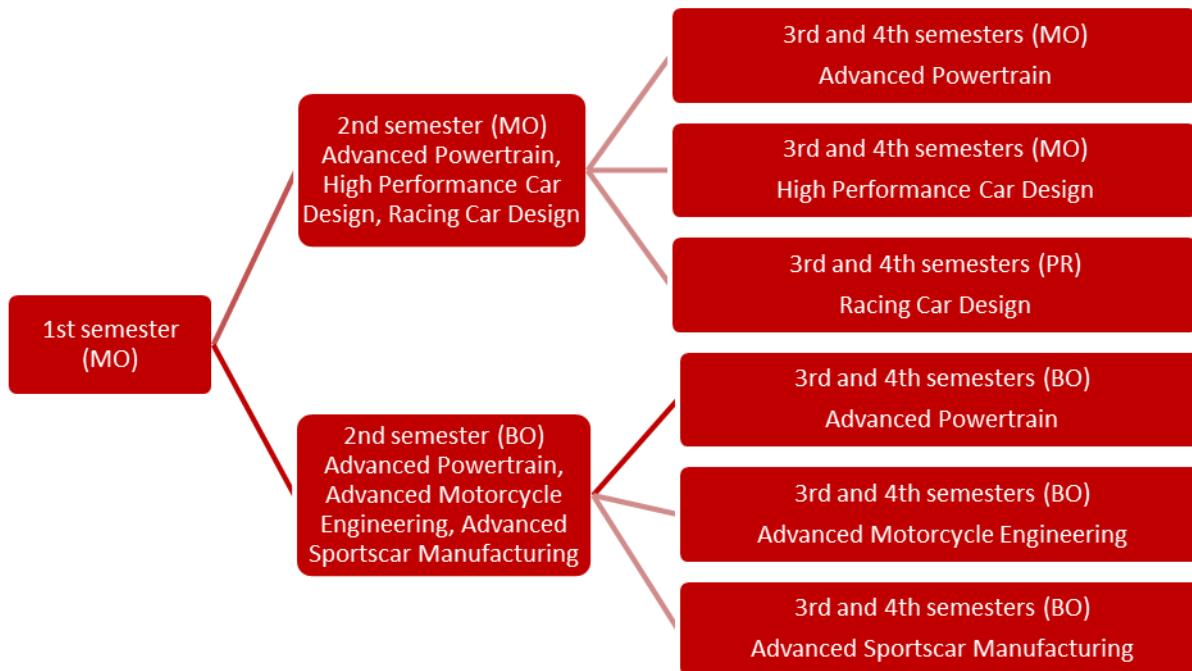 1st semester
(MO)
2nd semester (MO)
Advanced Powertrain,
High Performance Car
Design, Racing Car Design
2nd semester (BO)
Advanced Powertrain,
Advanced Motorcycle
Engineering, Advanced
Sportscar Manufacturing
3rd and 4th semesters (MO)
Advanced Powertrain
3rd and 4th semesters (MO)
High Performance Car Design
3rd and 4th semesters (PR)
Racing Car Design
3rd and 4th semesters (BO)
Advanced Powertrain
3rd and 4th semesters (BO)
Advanced Motorcycle Engineering
3rd and 4th semesters (BO)
Advanced Sportscar Manufacturing